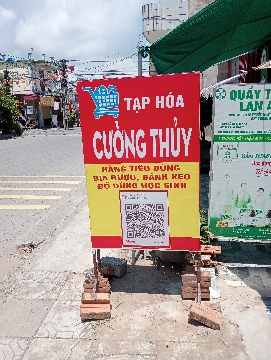 TẠP HÓA
CƯỜNG THỦY
HÀNG TIÊU DÙNG
BIA RƯỢU, BÁNH KẸO
ĐỒ DÙNG HỌC SINH
QUẦY T
LAN A